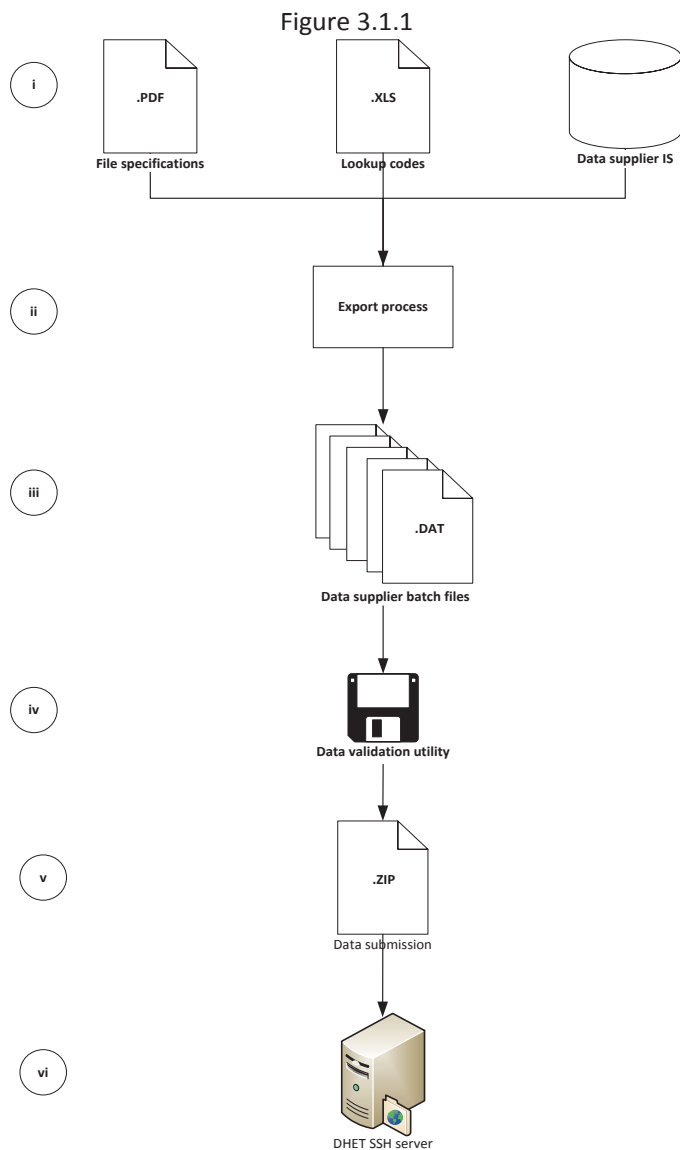 Figure 3.1.1
i
.PDF
.XLS
File specifications
Lookup codes
Data supplier IS
ii
Export process
iii
.DAT
Data supplier batch files
iv
Data validation utility
v
.ZIP
Data submission
vi
DHET SSH server